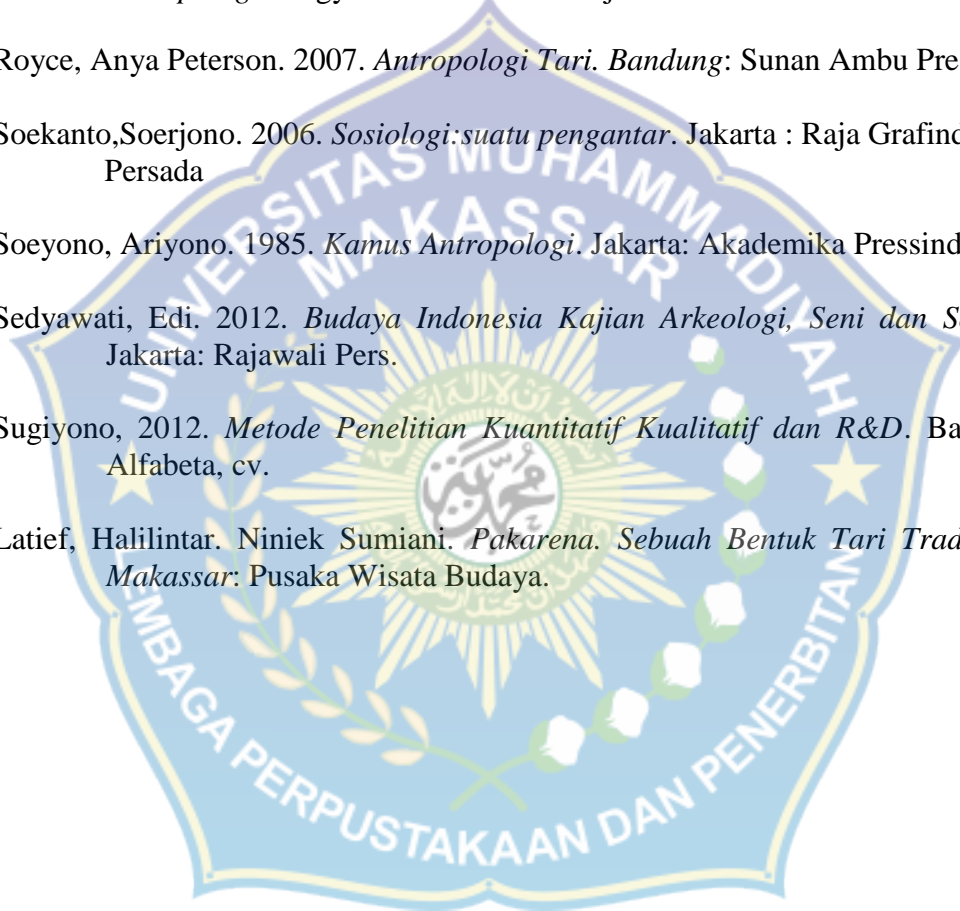 Royce, Anya Peterson. 2007. Antropologi Tari. Bandung: Sunan Ambu Pre
Soekanto,Soerjono. 2006. Sosiologi:suatu pengantar. Jakarta : Raja Grafind
Persada
Soeyono, Ariyono. 1985. Kamus Antropologi. Jakarta: Akademika Pressind
Sedyawati, Edi. 2012. Budaya Indonesia Kajian Arkeologi, Seni dan S
Jakarta: Rajawali Pers.
Sugiyono, 2012. Metode Penelitian Kuantitatif Kualitatif dan R&D. Ba
Alfabeta, cv.
Latief, Halilintar. Niniek Sumiani. Pakarena. Sebuah Bentuk Tari Trad
Makassar: Pusaka Wisata Budaya.
UNIVERSITAS MUHAMMADIYAH
MAKASSAR
LEMBAGA PERPUSTAKAAN DAN PENERBITAN